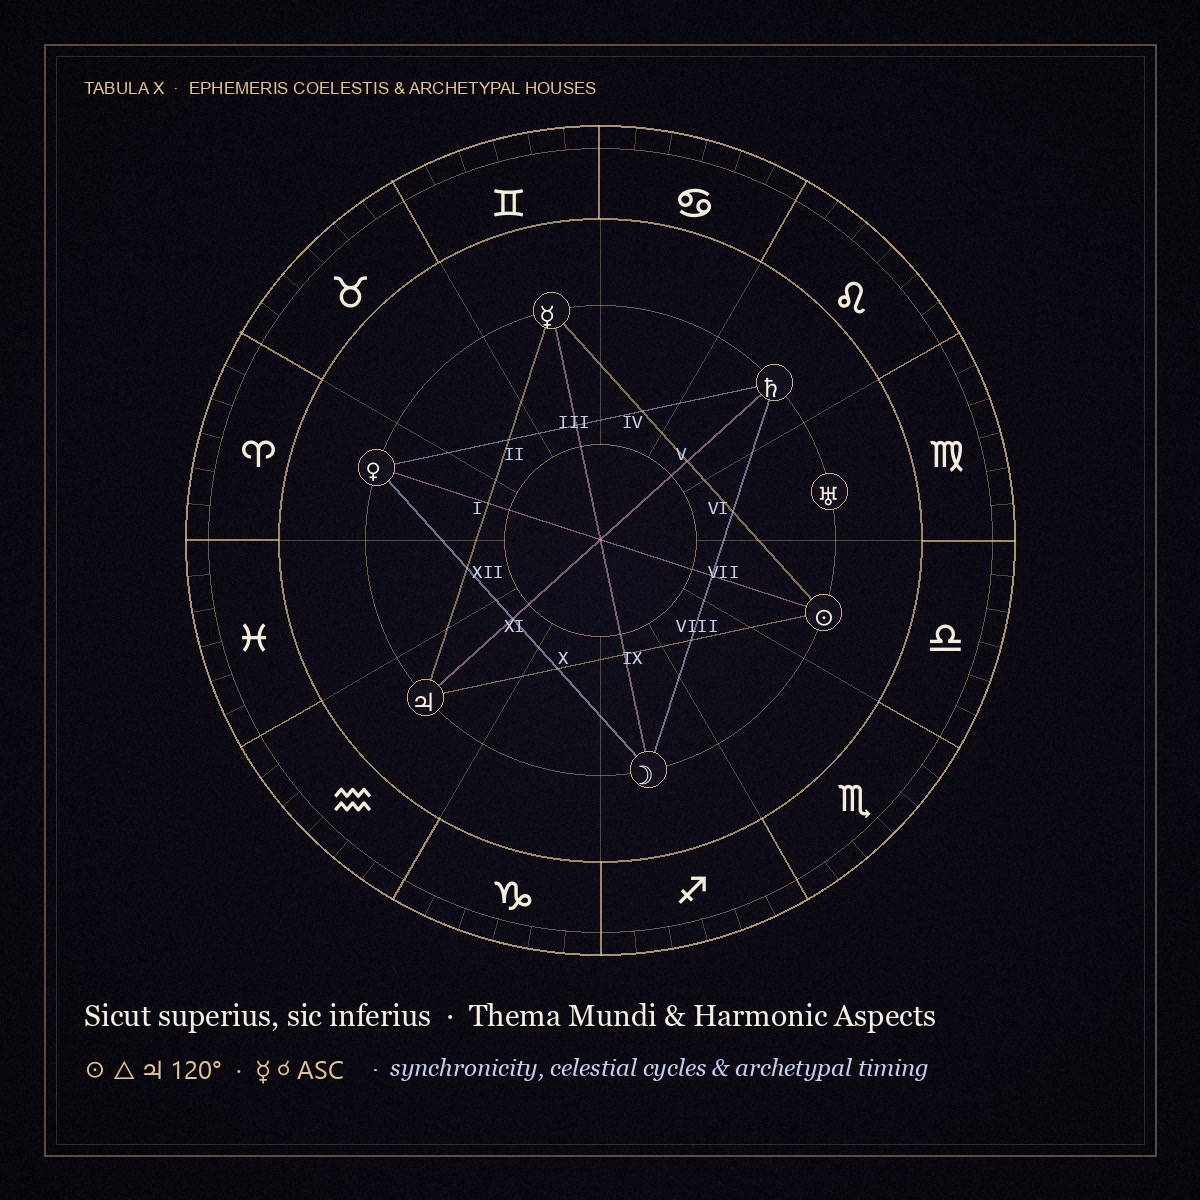 TABULA X · EPHEMERIS COELESTIS & ARCHETYPAL HOUSES
♊ ♋
♉ ♌
☿
♄
III IV
II V
♈ ♍
♀
♅
I VI
XII VII
☉
XI VIII
♓ ♎
X IX
♃
☽
♒ ♏
♑ ♐
Sicut superius, sic inferius · Thema Mundi & Harmonic Aspects
☉ △ ♃ 120° · ☿ ☌ ASC · synchronicity, celestial cycles & archetypal timing